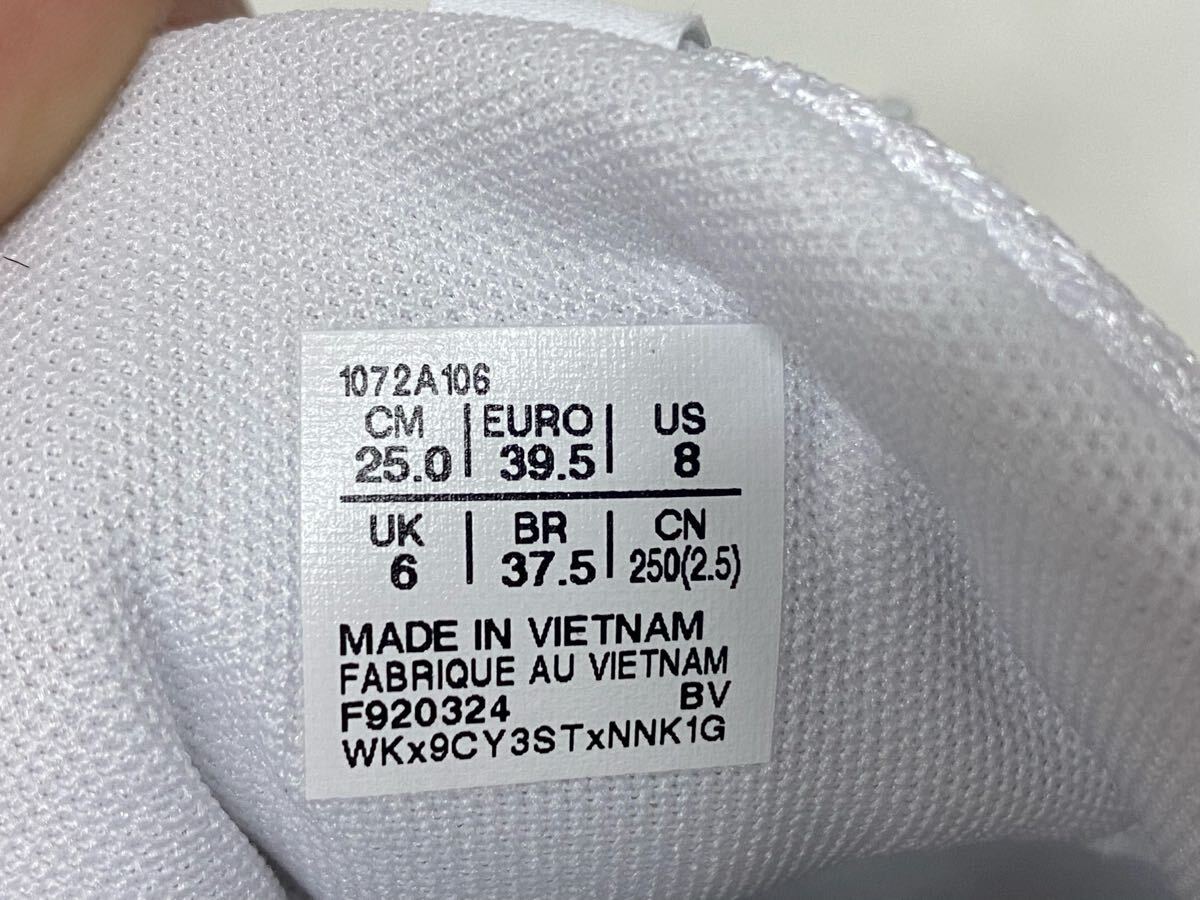 1072A106
CM | EURO | US
25.0 | 39.5 | 8
UK | BR | CN
6 | 37.5 | 250(2.5)
MADE IN VIETNAM
FABRIQUE AU VIETNAM
F920324 BV
WKx9CY3STxNNK1G